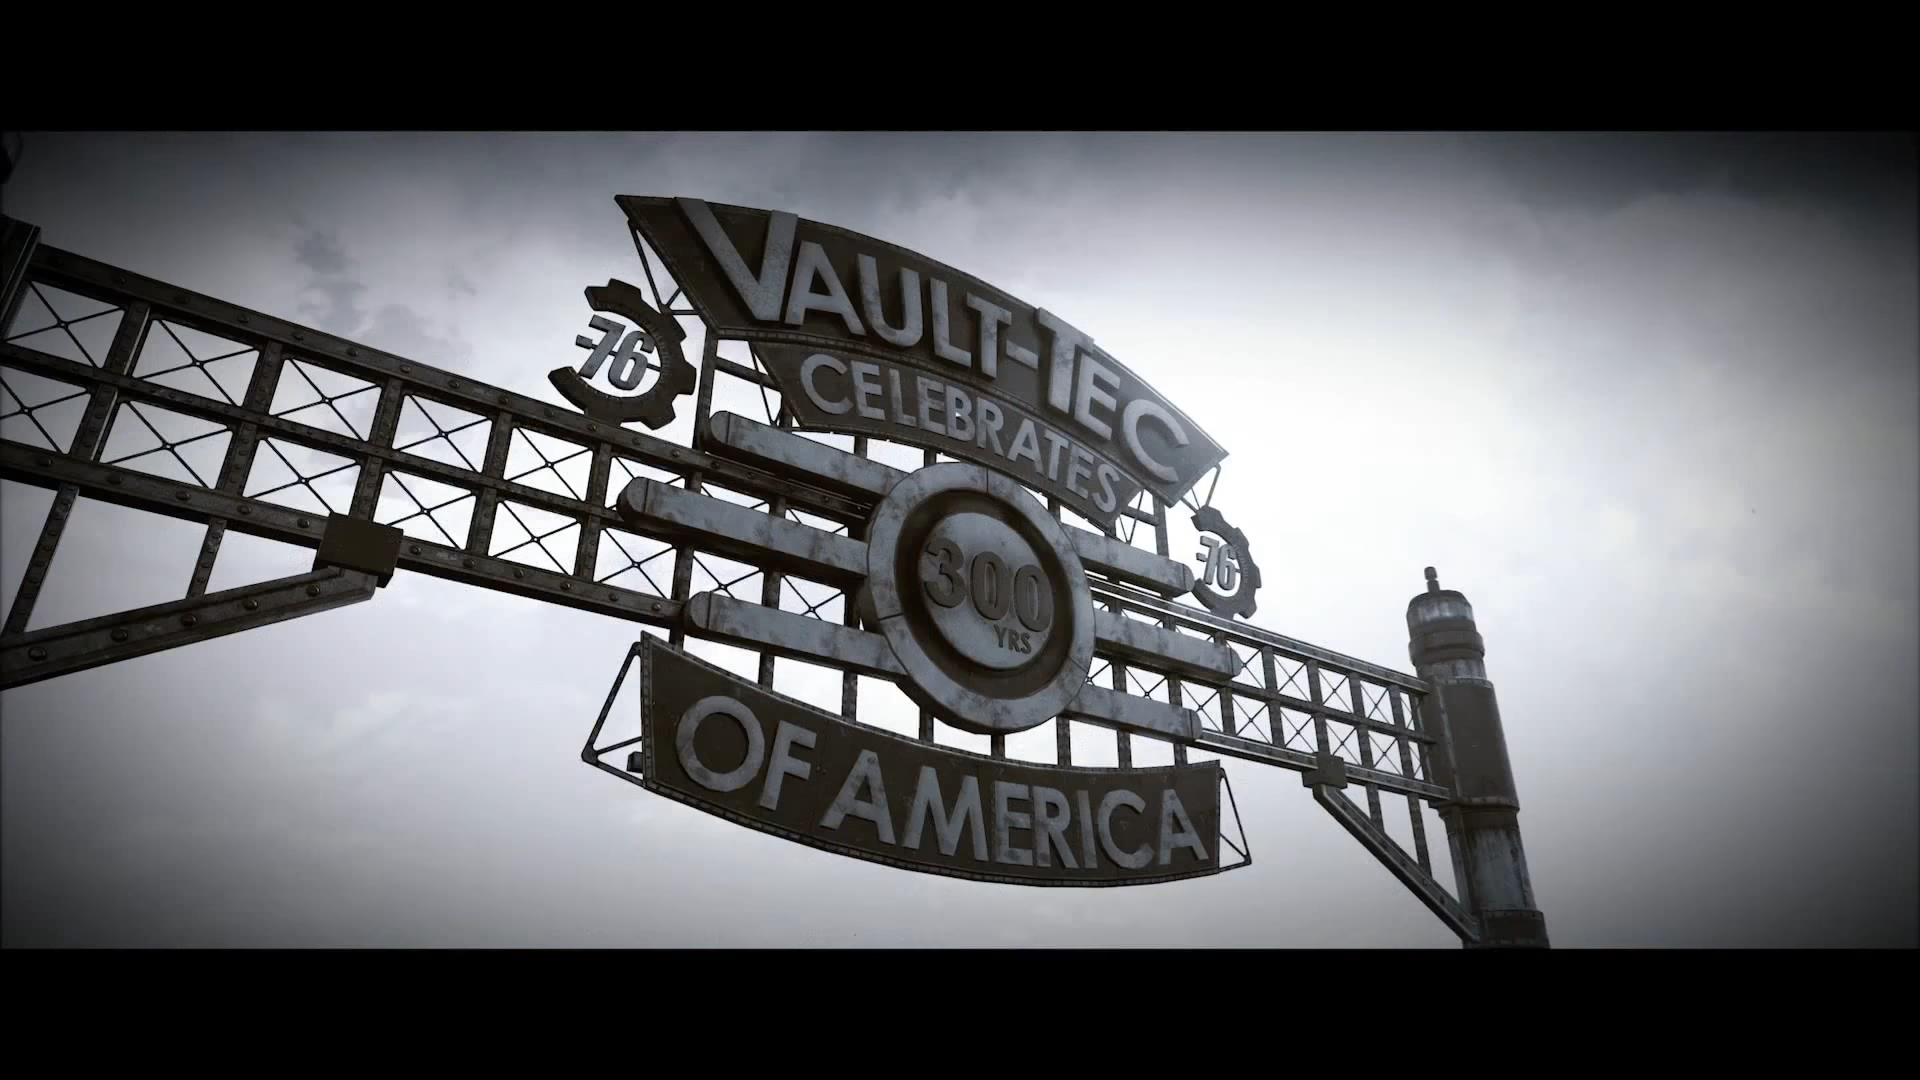 VAULT-TEC
CELEBRATES
76
300
YRS
76
OF AMERICA